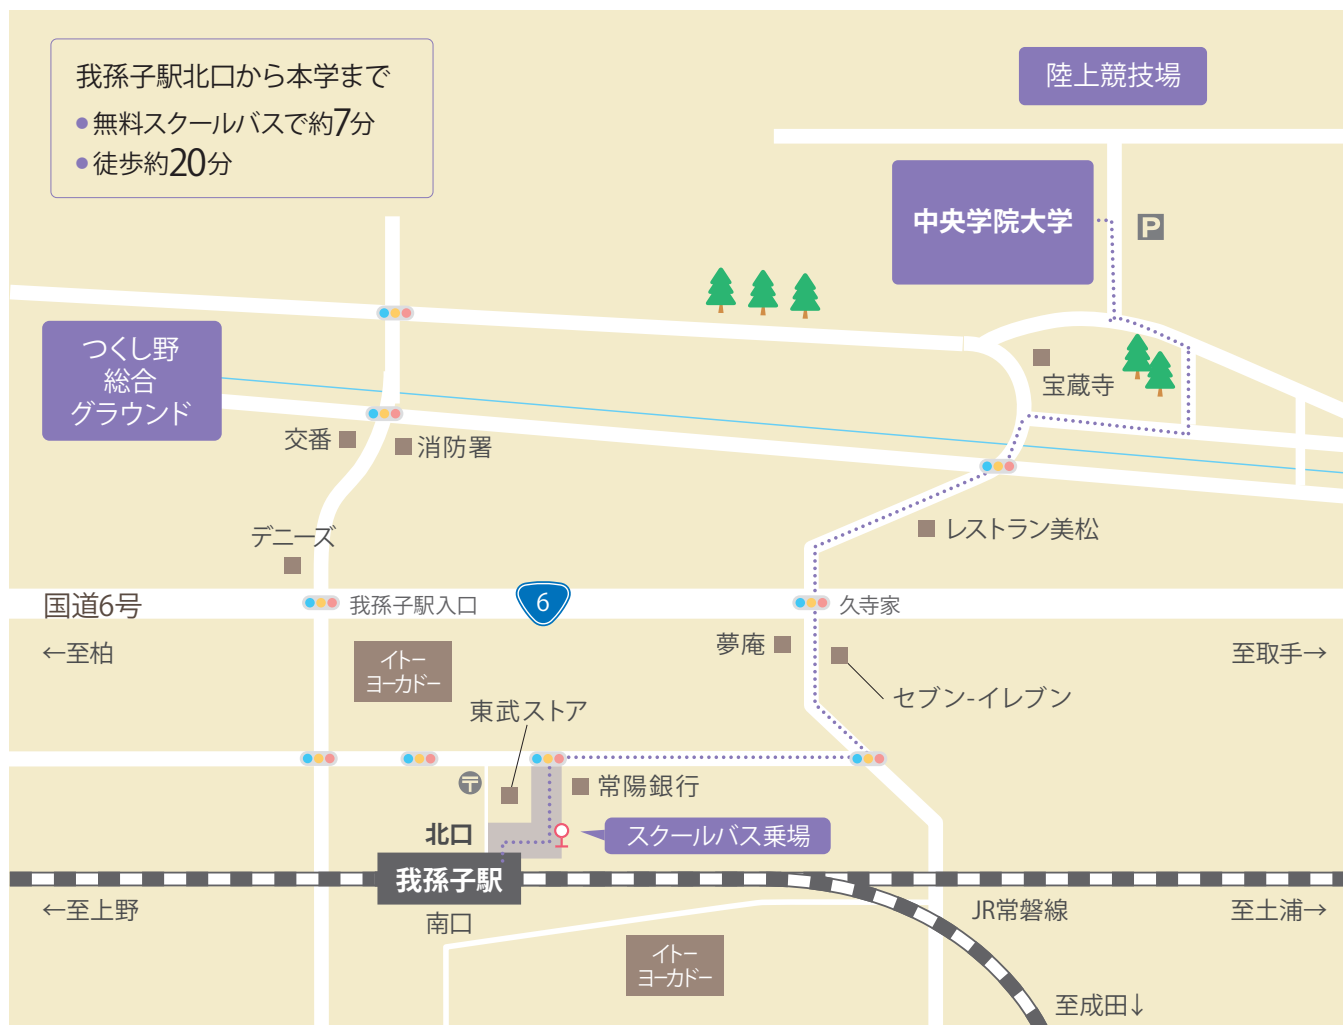 我孫子駅北口から本学まで
●無料スクールバスで約7分
●徒歩約20分
陸上競技場
中央学院大学
P
つくし野
総合
グラウンド
宝蔵寺
交番
消防署
デニーズ
レストラン美松
国道6号
我孫子駅入口
6
久寺家
←至柏
イトー
ヨーカドー
夢庵
至取手→
東武ストア
セブン-イレブン
〒
常陽銀行
北口
スクールバス乗場
我孫子駅
←至上野
南口
JR常磐線
至土浦→
イトー
ヨーカドー
至成田↓